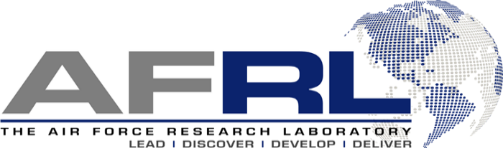 AFRL
THE AIR FORCE RESEARCH LABORATORY
LEAD | DISCOVER | DEVELOP | DELIVER